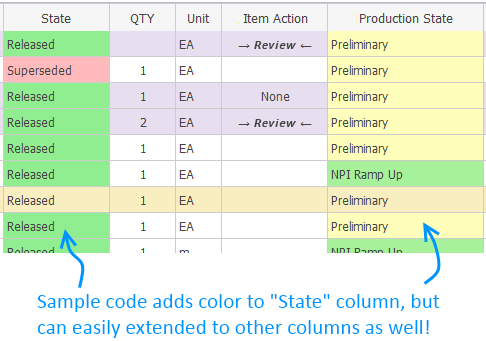 State QTY Unit Item Action Production State
Released EA → Review ← Preliminary
Superseded 1 EA Preliminary
Released 1 EA None Preliminary
Released 2 EA → Review ← Preliminary
Released 1 EA Preliminary
Released 1 EA NPI Ramp Up
Released 1 EA Preliminary
Released 1 EA Preliminary
Released 1 m NPI Ramp Up
Sample code adds color to "State" column, but
can easily extended to other columns as well!